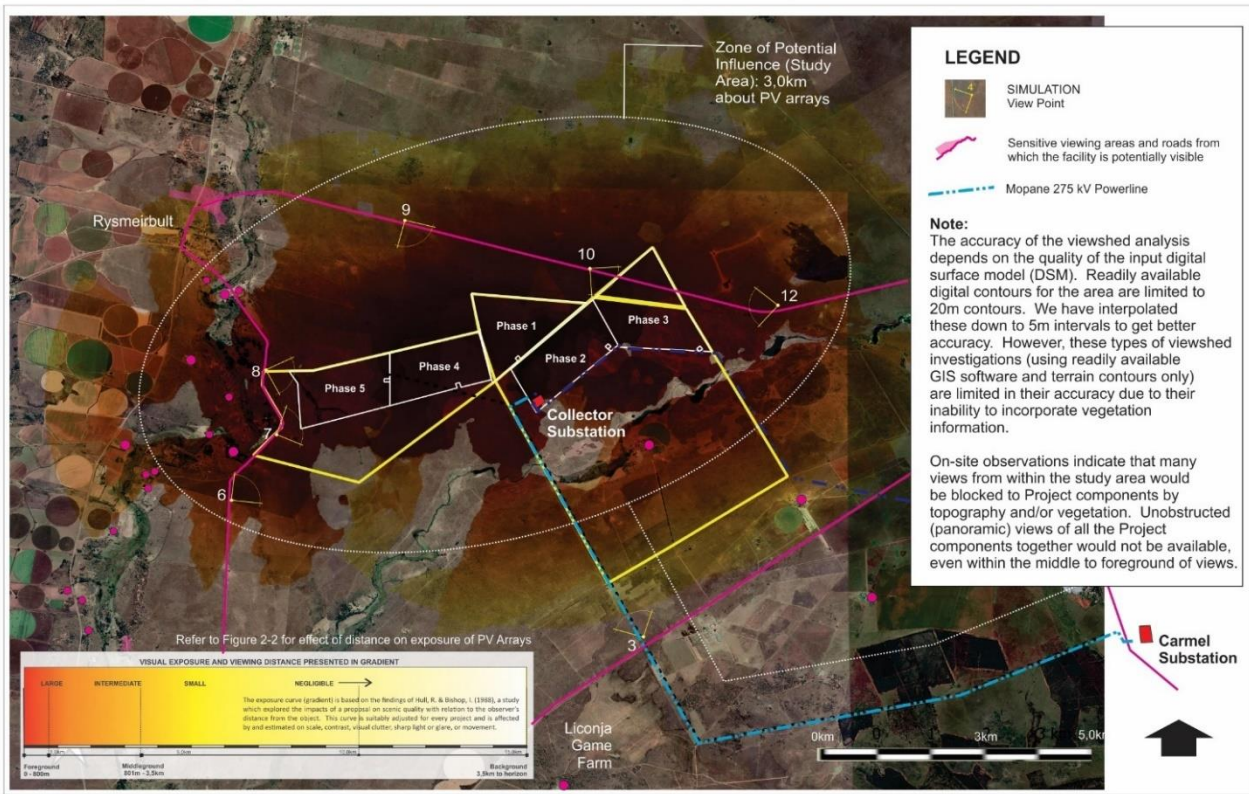 Zone of Potential
Influence (Study
Area): 3,0km
about PV arrays
Rysmeirbult
9
10
12
8
7
6
3
Phase 1
Phase 3
Phase 2
Phase 4
Phase 5
Collector
Substation
Liconja
Game
Farm
Carmel
Substation
0km
3km
5,0km
Refer to Figure 2-2 for effect of distance on exposure of PV Arrays
VISUAL EXPOSURE AND VIEWING DISTANCE PRESENTED IN GRADIENT
LARGE INTERMEDIATE SMALL NEGLIGIBLE
The exposure curve (gradient) is based on the findings of Hull, R. & Bishop, I. (1988), a study
which explored the impacts of a proposal on scenic quality with relation to the observer's
distance from the object. This curve is suitably adjusted for every project and is affected
by and estimated on scale, contrast, visual clutter, sharp light or glare, or movement.
Foreground
0 - 800m
Middleground
801m - 3,5km
Background
3,5km to horizon
LEGEND
4
SIMULATION
View Point
Sensitive viewing areas and roads from
which the facility is potentially visible
Mopane 275 kV Powerline
Note:
The accuracy of the viewshed analysis
depends on the quality of the input digital
surface model (DSM). Readily available
digital contours for the area are limited to
20m contours. We have interpolated
these down to 5m intervals to get better
accuracy. However, these types of viewshed
investigations (using readily available
GIS software and terrain contours only)
are limited in their accuracy due to their
inability to incorporate vegetation
information.
On-site observations indicate that many
views from within the study area would
be blocked to Project components by
topography and/or vegetation. Unobstructed
(panoramic) views of all the Project
components together would not be available,
even within the middle to foreground of views.